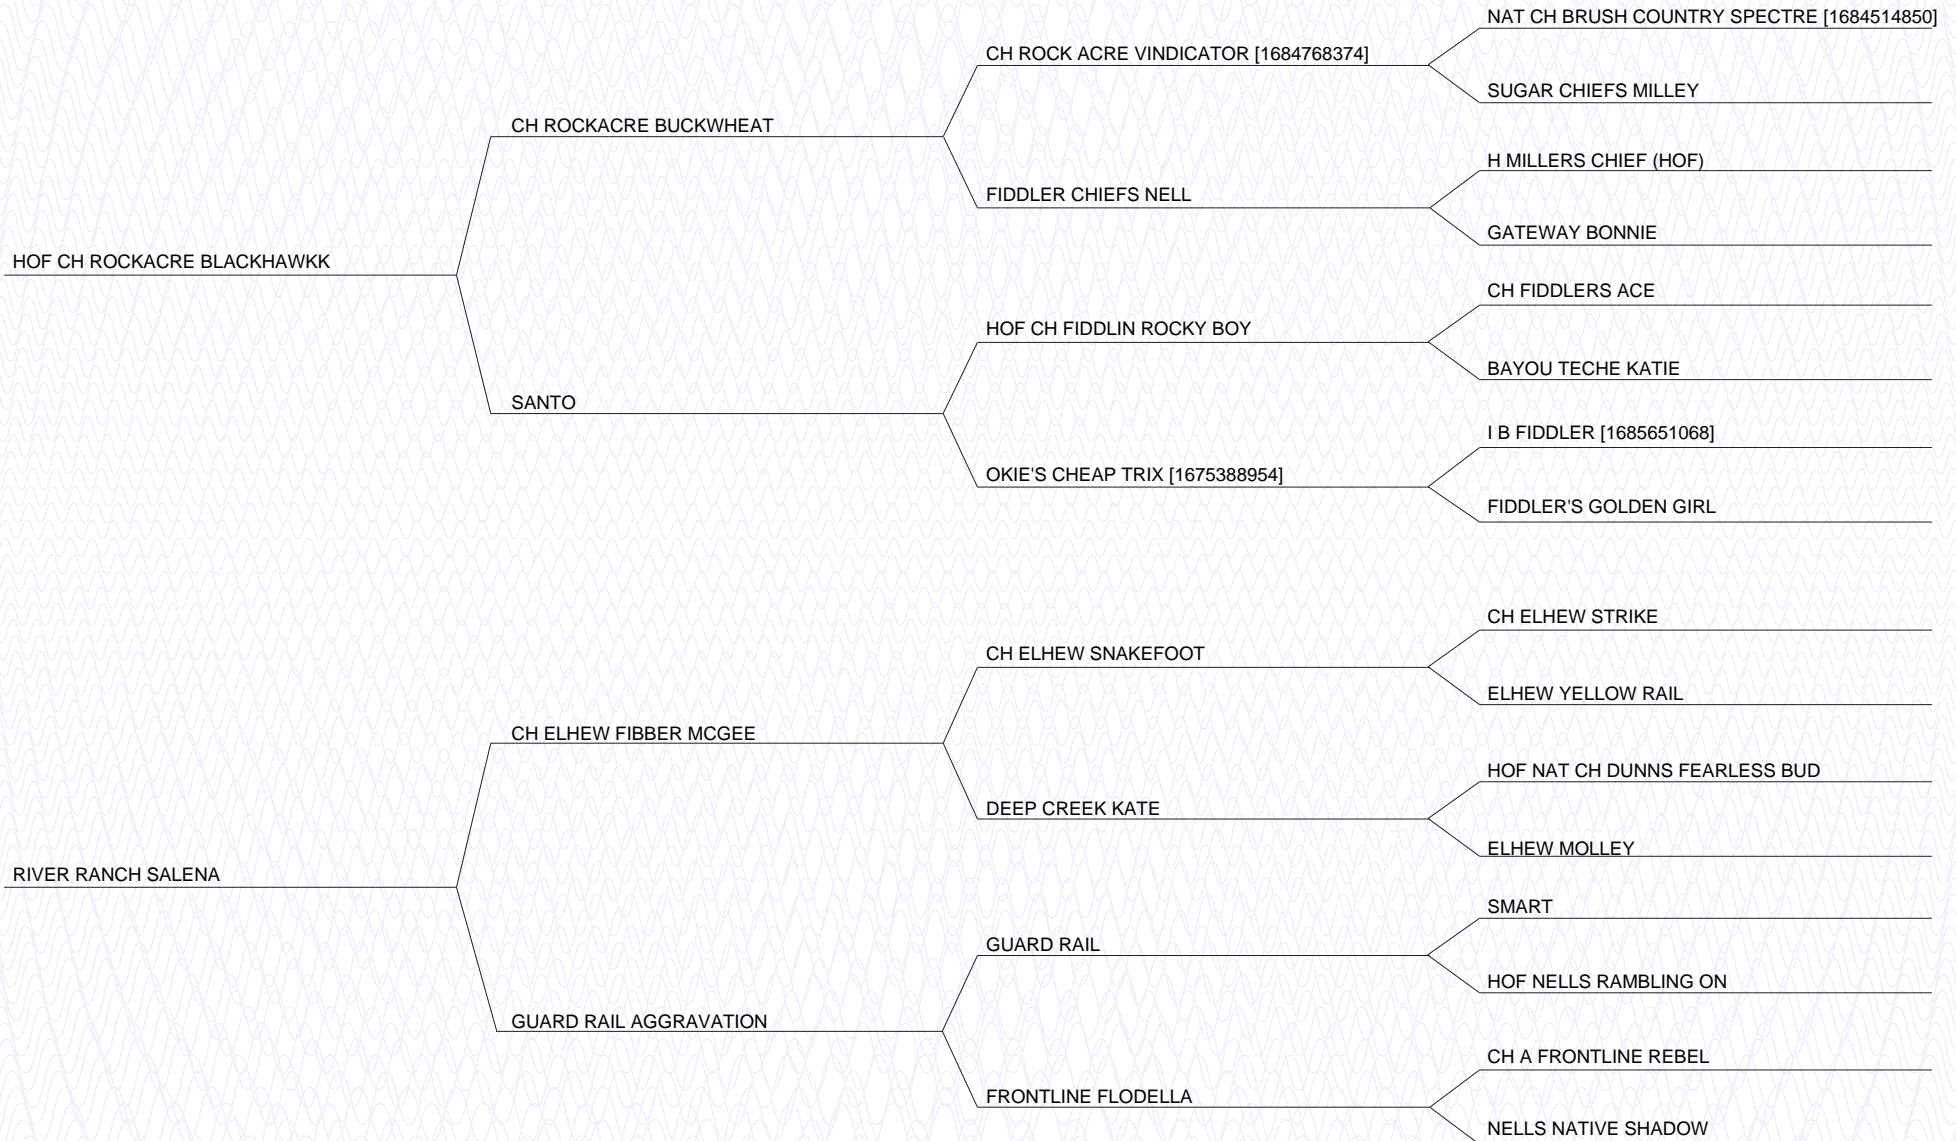 NAT CH BRUSH COUNTRY SPECTRE [1684514850]
CH ROCK ACRE VINDICATOR [1684768374]
SUGAR CHIEFS MILLEY
CH ROCKACRE BUCKWHEAT
H MILLERS CHIEF (HOF)
FIDDLER CHIEFS NELL
GATEWAY BONNIE
HOF CH ROCKACRE BLACKHAWKK
CH FIDDLERS ACE
HOF CH FIDDLIN ROCKY BOY
BAYOU TECHE KATIE
SANTO
I B FIDDLER [1685651068]
OKIE'S CHEAP TRIX [1675388954]
FIDDLER'S GOLDEN GIRL
CH ELHEW STRIKE
CH ELHEW SNAKEFOOT
ELHEW YELLOW RAIL
CH ELHEW FIBBER MCGEE
HOF NAT CH DUNNS FEARLESS BUD
DEEP CREEK KATE
ELHEW MOLLEY
RIVER RANCH SALENA
SMART
GUARD RAIL
HOF NELLS RAMBLING ON
GUARD RAIL AGGRAVATION
CH A FRONTLINE REBEL
FRONTLINE FLODELLA
NELLS NATIVE SHADOW